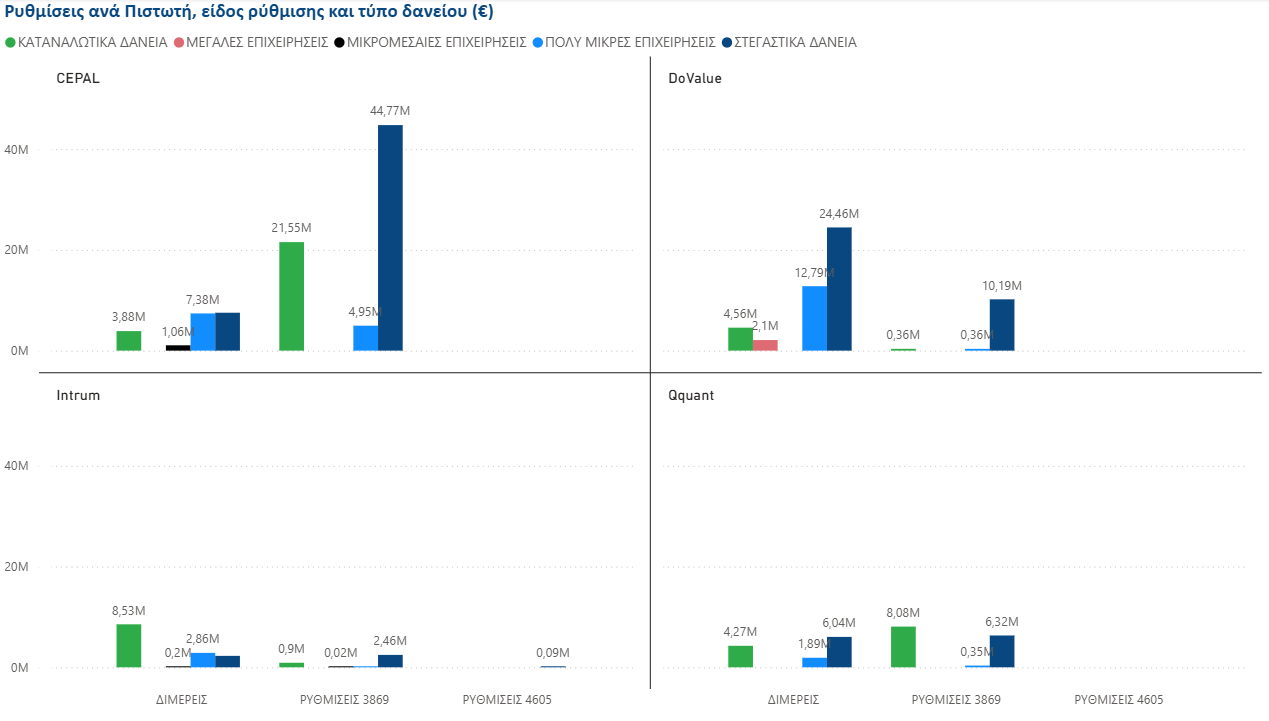 Ρυθμίσεις ανά Πιστωτή, είδος ρύθμισης και τύπο δανείου (€)
ΚΑΤΑΝΑΛΩΤΙΚΑ ΔΑΝΕΙΑ ΜΕΓΑΛΕΣ ΕΠΙΧΕΙΡΗΣΕΙΣ ΜΙΚΡΟΜΕΣΑΙΕΣ ΕΠΙΧΕΙΡΗΣΕΙΣ ΠΟΛΥ ΜΙΚΡΕΣ ΕΠΙΧΕΙΡΗΣΕΙΣ ΣΤΕΓΑΣΤΙΚΑ ΔΑΝΕΙΑ
CEPAL
44,77M
40M
21,55M
20M
7,38M
4,95M
3,88M
1,06M
0M
DoValue
24,46M
12,79M
10,19M
4,56M
2,1M
0,36M
0,36M
Intrum
40M
20M
8,53M
2,86M
2,46M
0,9M
0,2M
0,02M
0,09M
0M
Qquant
8,08M
6,04M
6,32M
4,27M
1,89M
0,35M
ΔΙΜΕΡΕΙΣ ΡΥΘΜΙΣΕΙΣ 3869 ΡΥΘΜΙΣΕΙΣ 4605
ΔΙΜΕΡΕΙΣ ΡΥΘΜΙΣΕΙΣ 3869 ΡΥΘΜΙΣΕΙΣ 4605